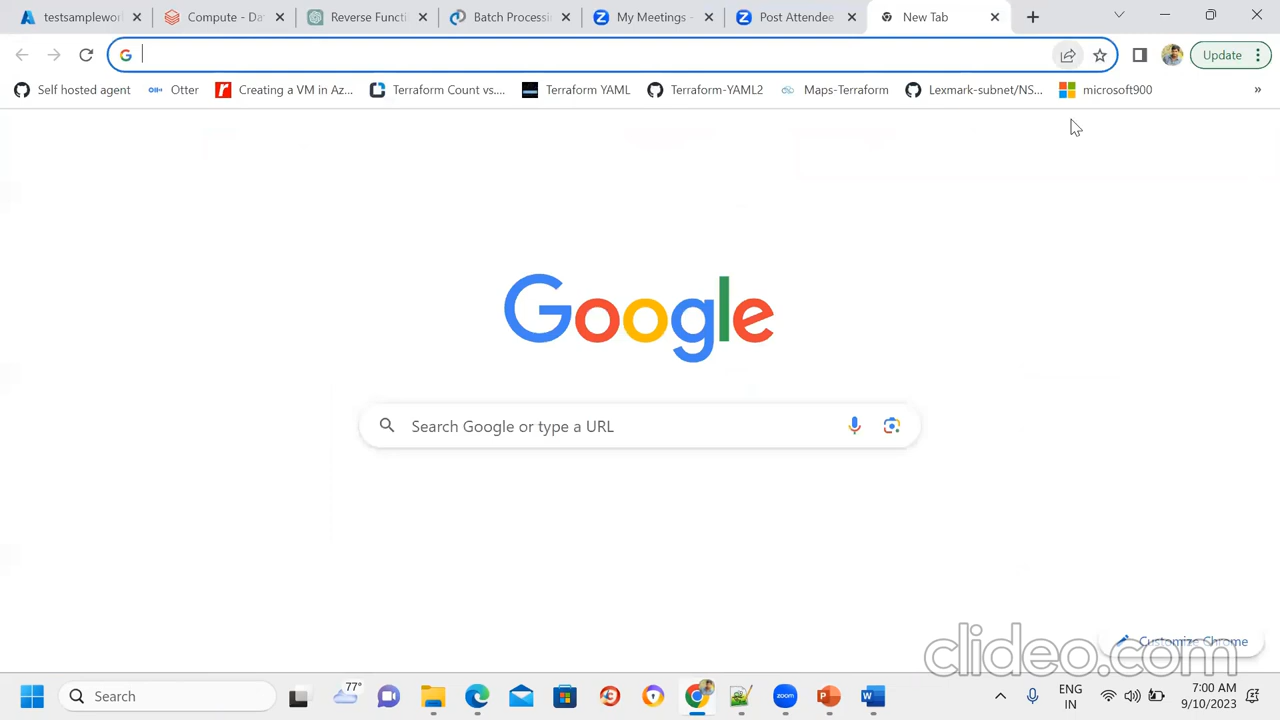 testsamplewor
Compute - Da
Reverse Functi
Batch Processi
My Meetings -
Post Attendee
New Tab
Update
Self hosted agent
Otter
Creating a VM in Az...
Terraform Count vs....
Terraform YAML
Terraform-YAML2
Maps-Terraform
Lexmark-subnet/NS...
microsoft900
»
Google
Search Google or type a URL
Customize Chrome
clideo.com
Search
77°
zoom
ENG
IN
7:00 AM
9/10/2023